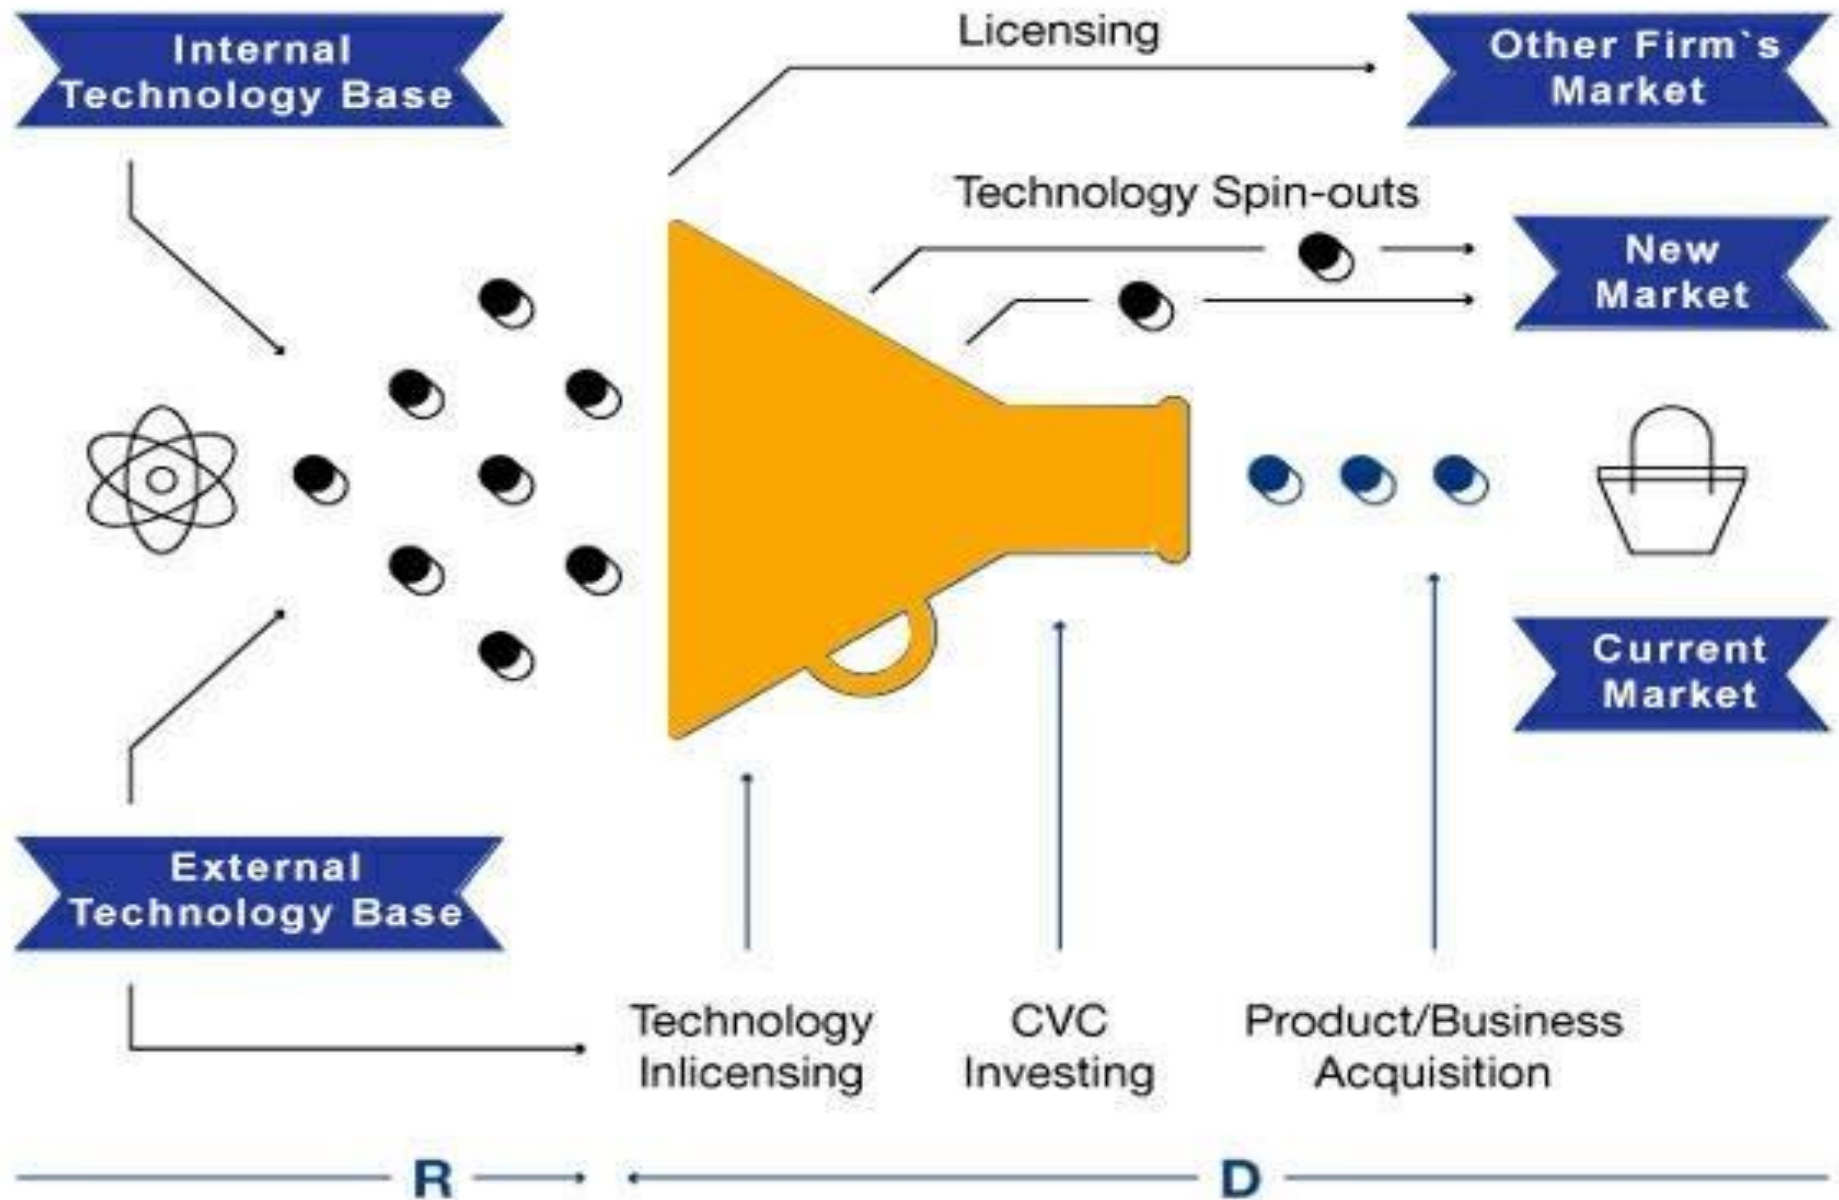 Internal
Technology Base
Licensing
Other Firm`s
Market
Technology Spin-outs
New
Market
Current
Market
External
Technology Base
Technology
Inlicensing
CVC
Investing
Product/Business
Acquisition
R
D